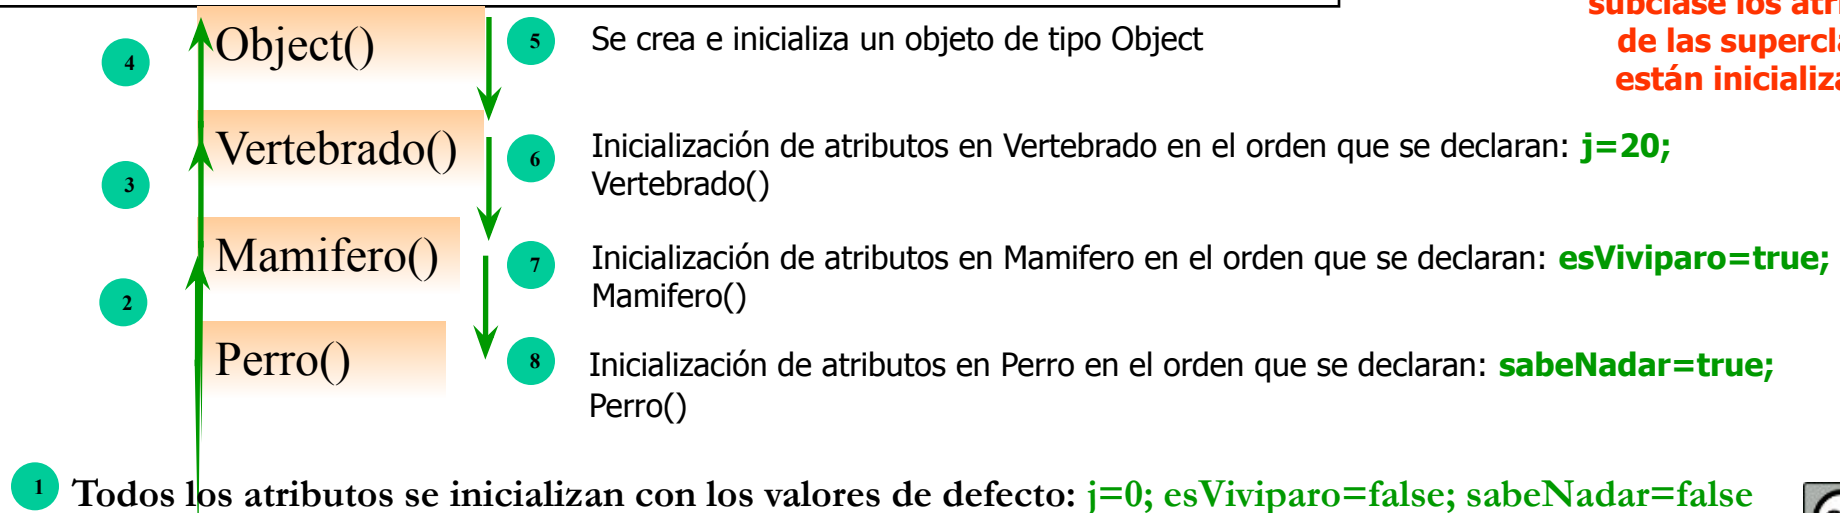 subclase los
de las
están
4
Object()
5
Se crea e inicializa un objeto de tipo Object
3
Vertebrado()
6
Inicialización de atributos en Vertebrado en el orden que se declaran: j=20;
Vertebrado()
2
Mamifero()
7
Inicialización de atributos en Mamifero en el orden que se declaran: esViviparo=true;
Mamifero()
Perro()
8
Inicialización de atributos en Perro en el orden que se declaran: sabeNadar=true;
Perro()
1
Todos los atributos se inicializan con los valores de defecto: j=0; esViviparo=false; sabeNadar=false